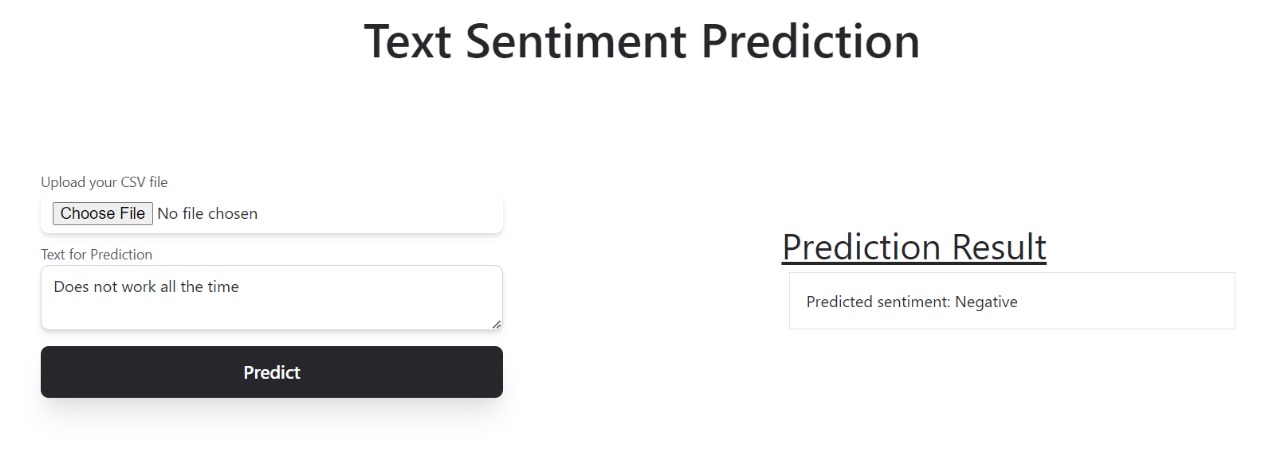 Text Sentiment Prediction
Upload your CSV file
Choose File No file chosen
Text for Prediction
Does not work all the time
Predict
Prediction Result
Predicted sentiment: Negative